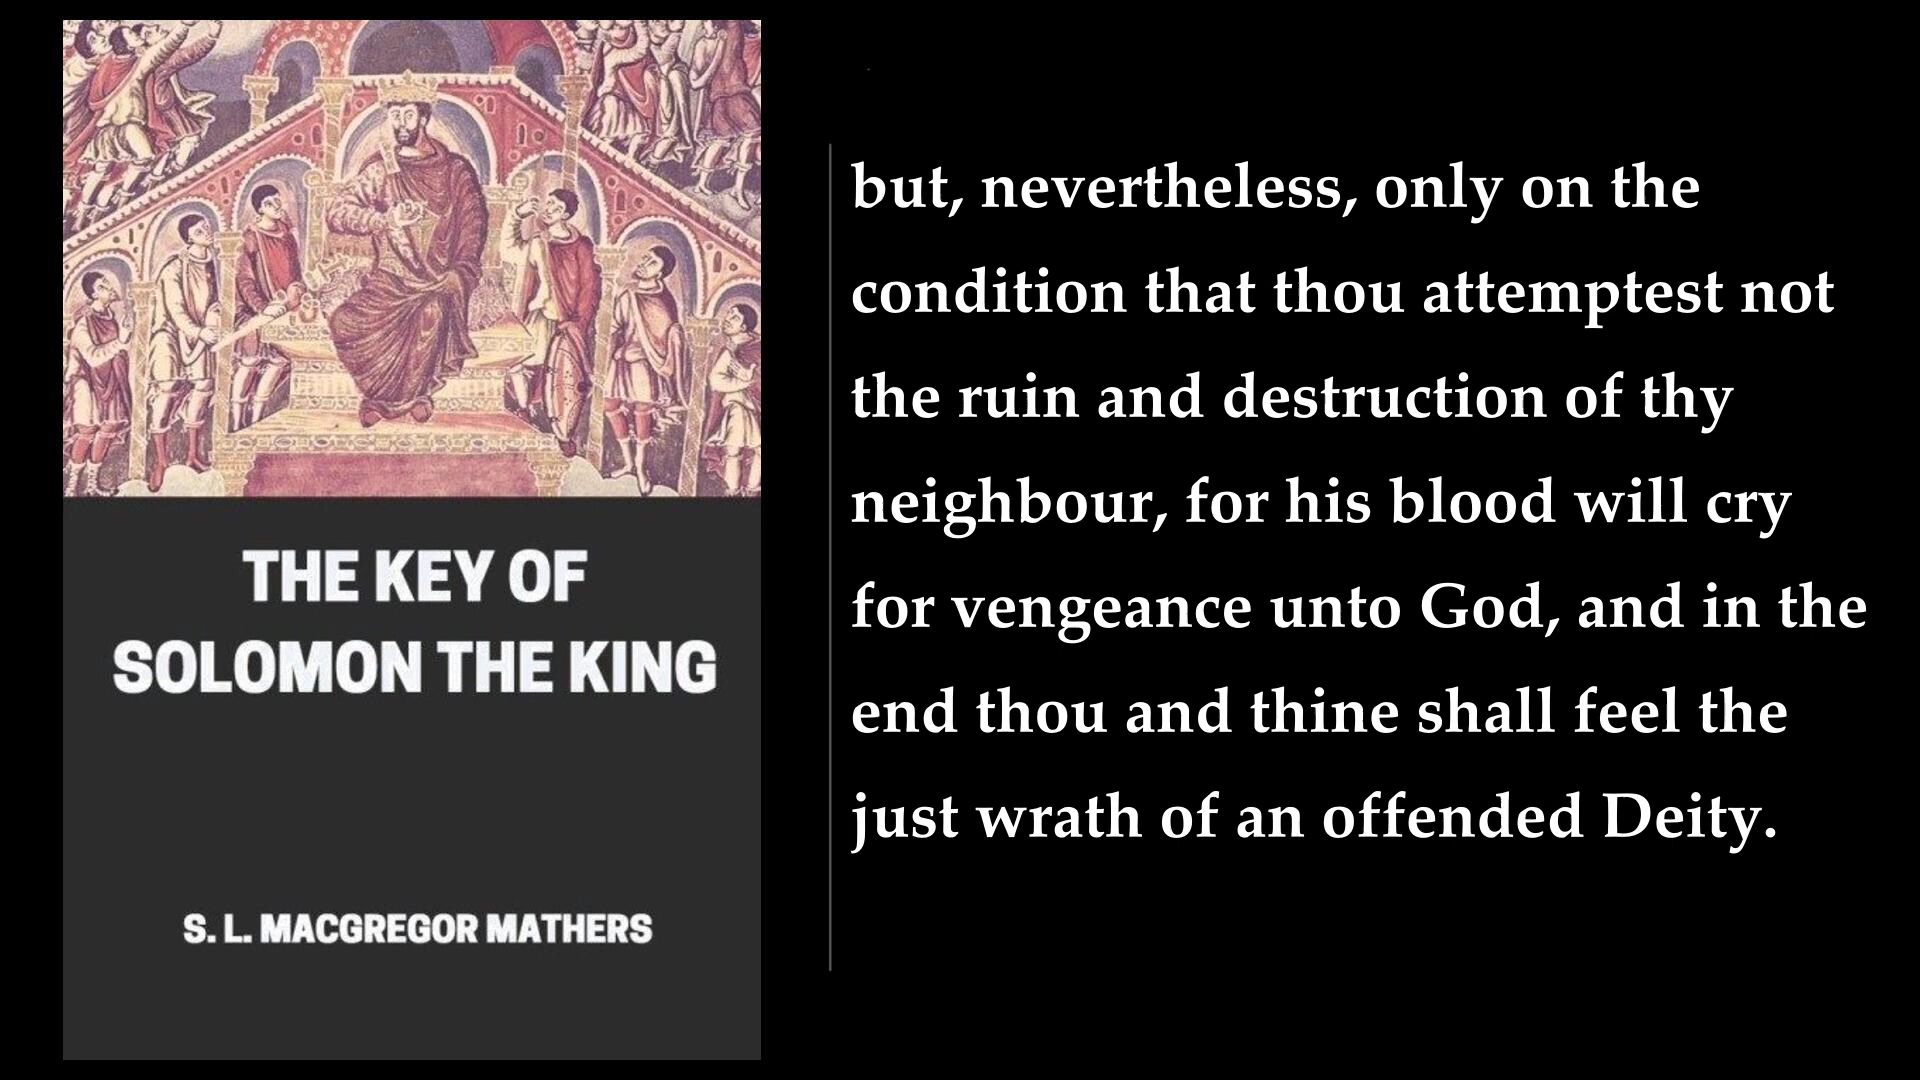 THE KEY OF
SOLOMON THE KING
S. L. MACGREGOR MATHERS
but, nevertheless, only on the
condition that thou attemptest not
the ruin and destruction of thy
neighbour, for his blood will cry
for vengeance unto God, and in the
end thou and thine shall feel the
just wrath of an offended Deity.